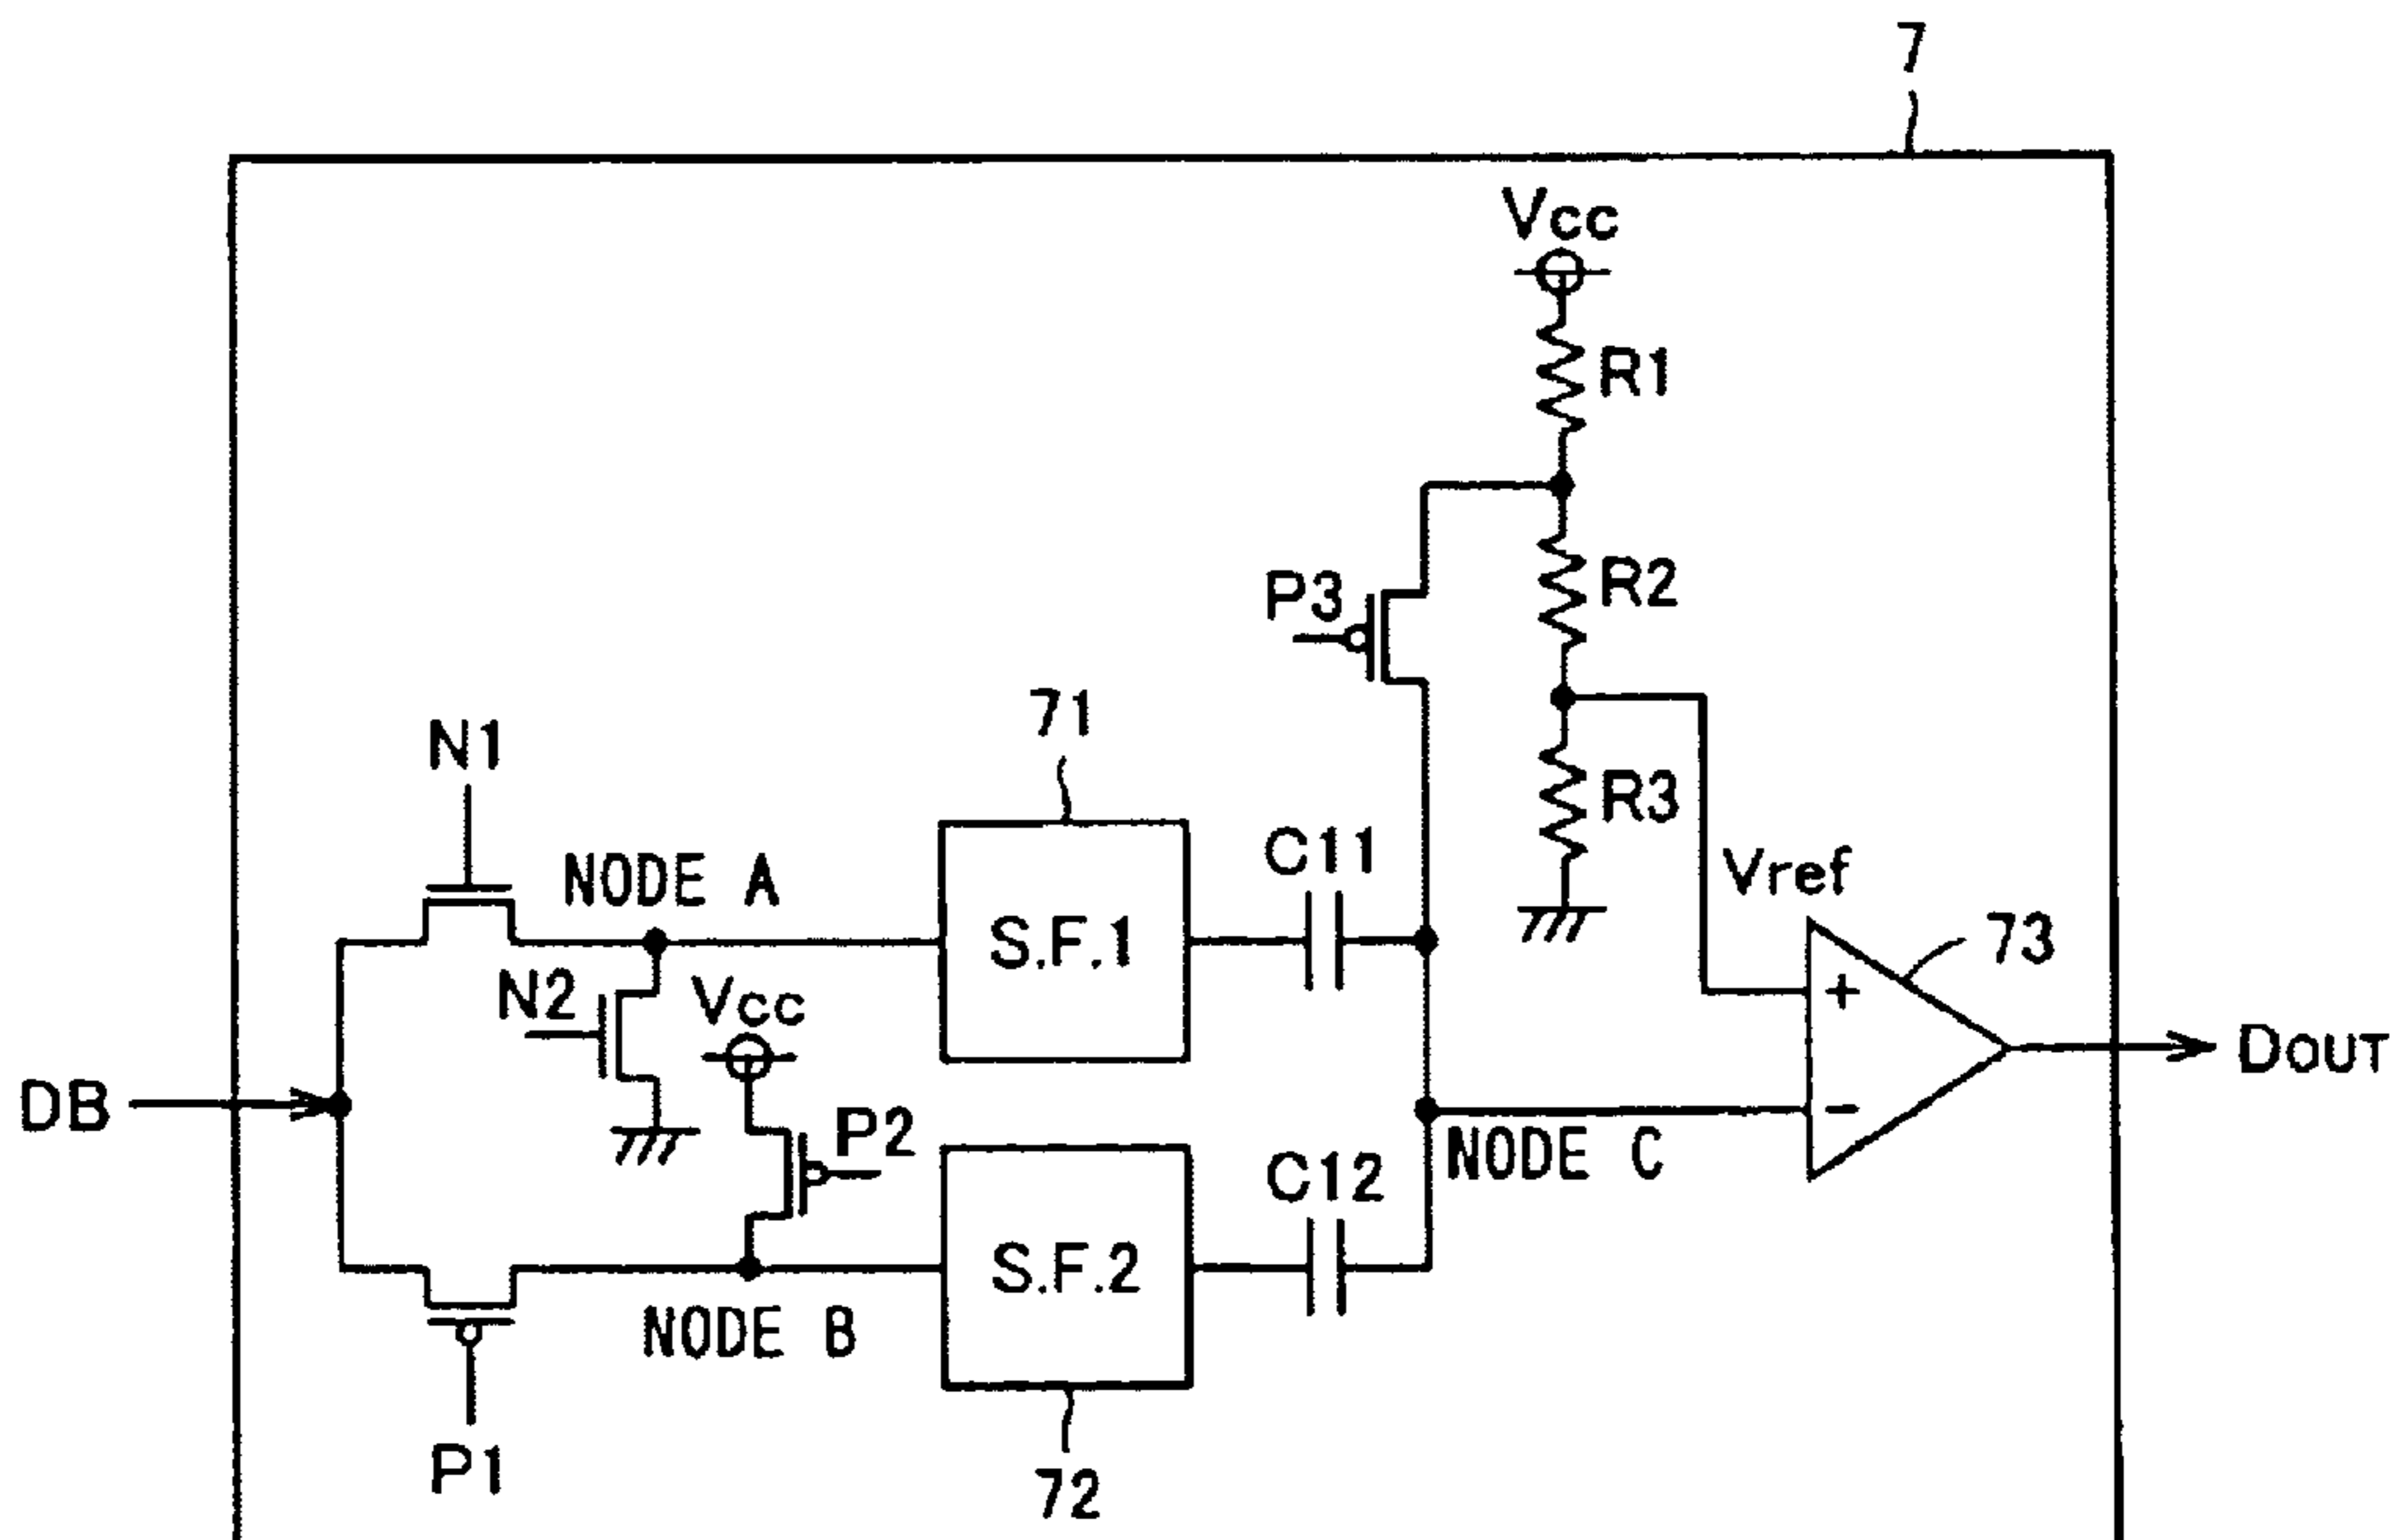 7
Vcc
R1
P3
R2
71
N1
R3
C11
Vref
NODE A
S.F.1
73
N2
Vcc
+
DOUT
DB
P2
-
NODE C
C12
S.F.2
NODE B
P1
72